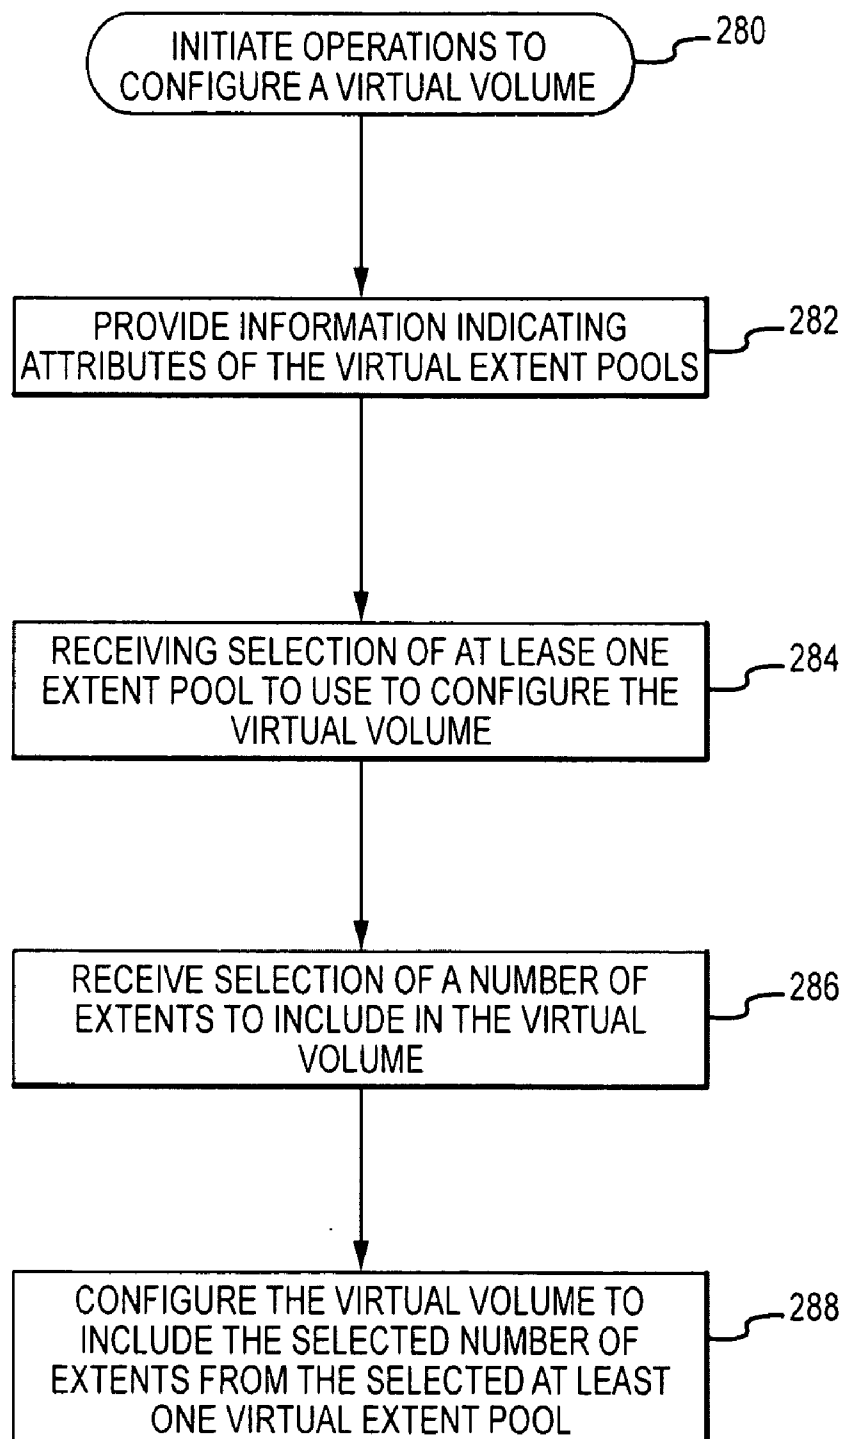 INITIATE OPERATIONS TO
CONFIGURE A VIRTUAL VOLUME
280
PROVIDE INFORMATION INDICATING
ATTRIBUTES OF THE VIRTUAL EXTENT POOLS
282
RECEIVING SELECTION OF AT LEASE ONE
EXTENT POOL TO USE TO CONFIGURE THE
VIRTUAL VOLUME
284
RECEIVE SELECTION OF A NUMBER OF
EXTENTS TO INCLUDE IN THE VIRTUAL
VOLUME
286
CONFIGURE THE VIRTUAL VOLUME TO
INCLUDE THE SELECTED NUMBER OF
EXTENTS FROM THE SELECTED AT LEAST
ONE VIRTUAL EXTENT POOL
288